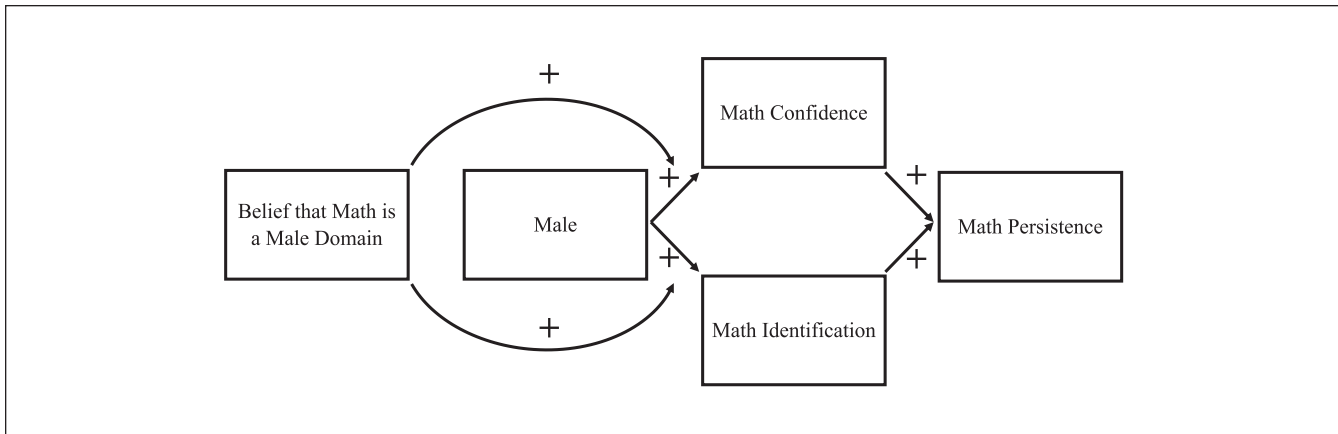 +
Math Confidence
+
+
Belief that Math is
a Male Domain
Male
Math Persistence
+
+
+
Math Identification